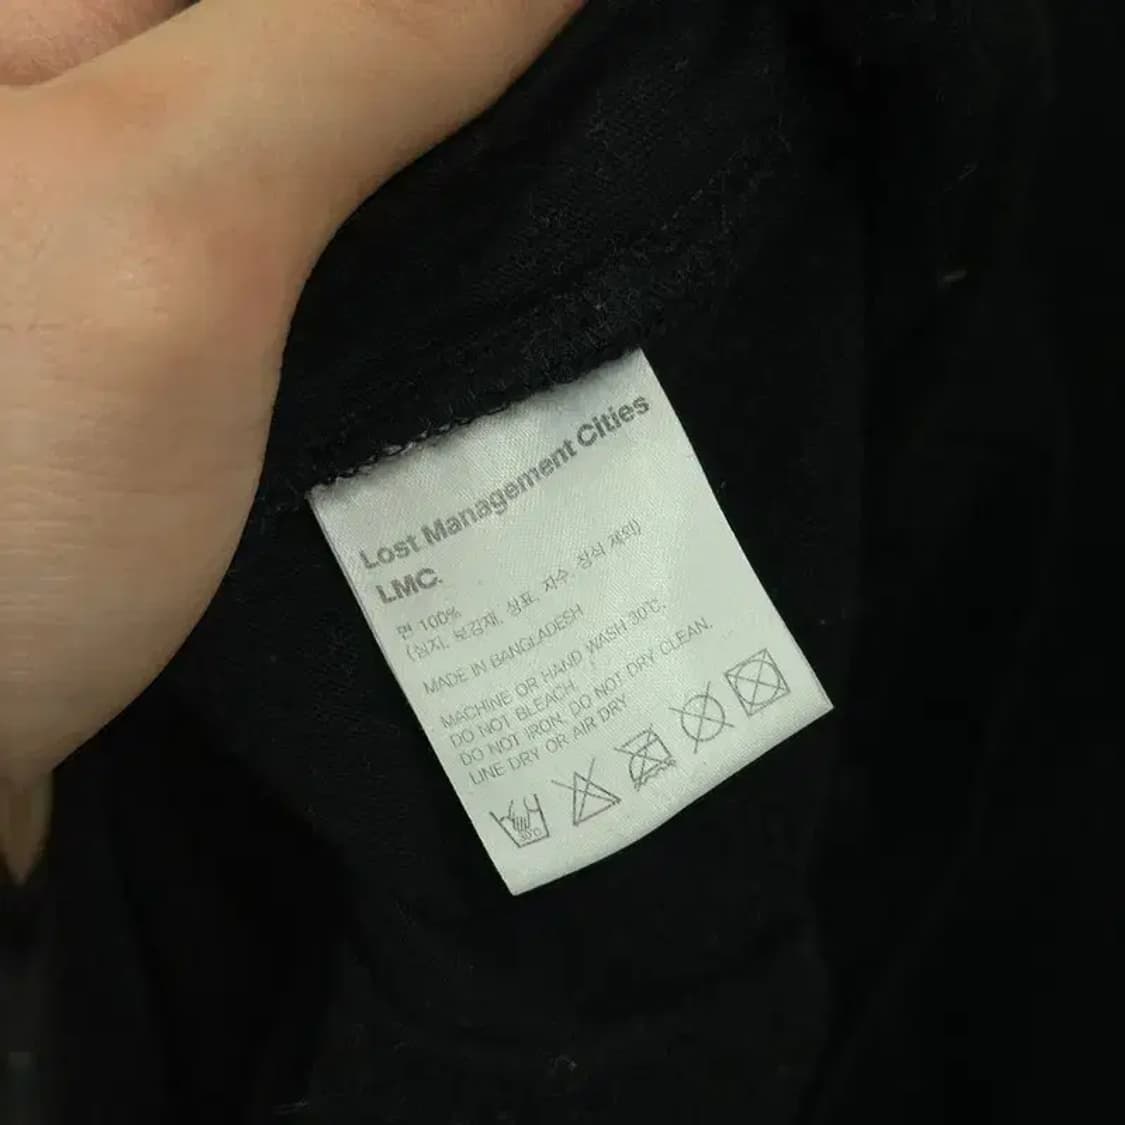 Lost Management Cities
LMC.
면 100%
(심지, 보강재, 상표, 자수, 장식 제외)
MADE IN BANGLADESH
MACHINE OR HAND WASH 30℃.
DO NOT BLEACH.
DO NOT IRON. DO NOT DRY CLEAN.
LINE DRY OR AIR DRY
30℃